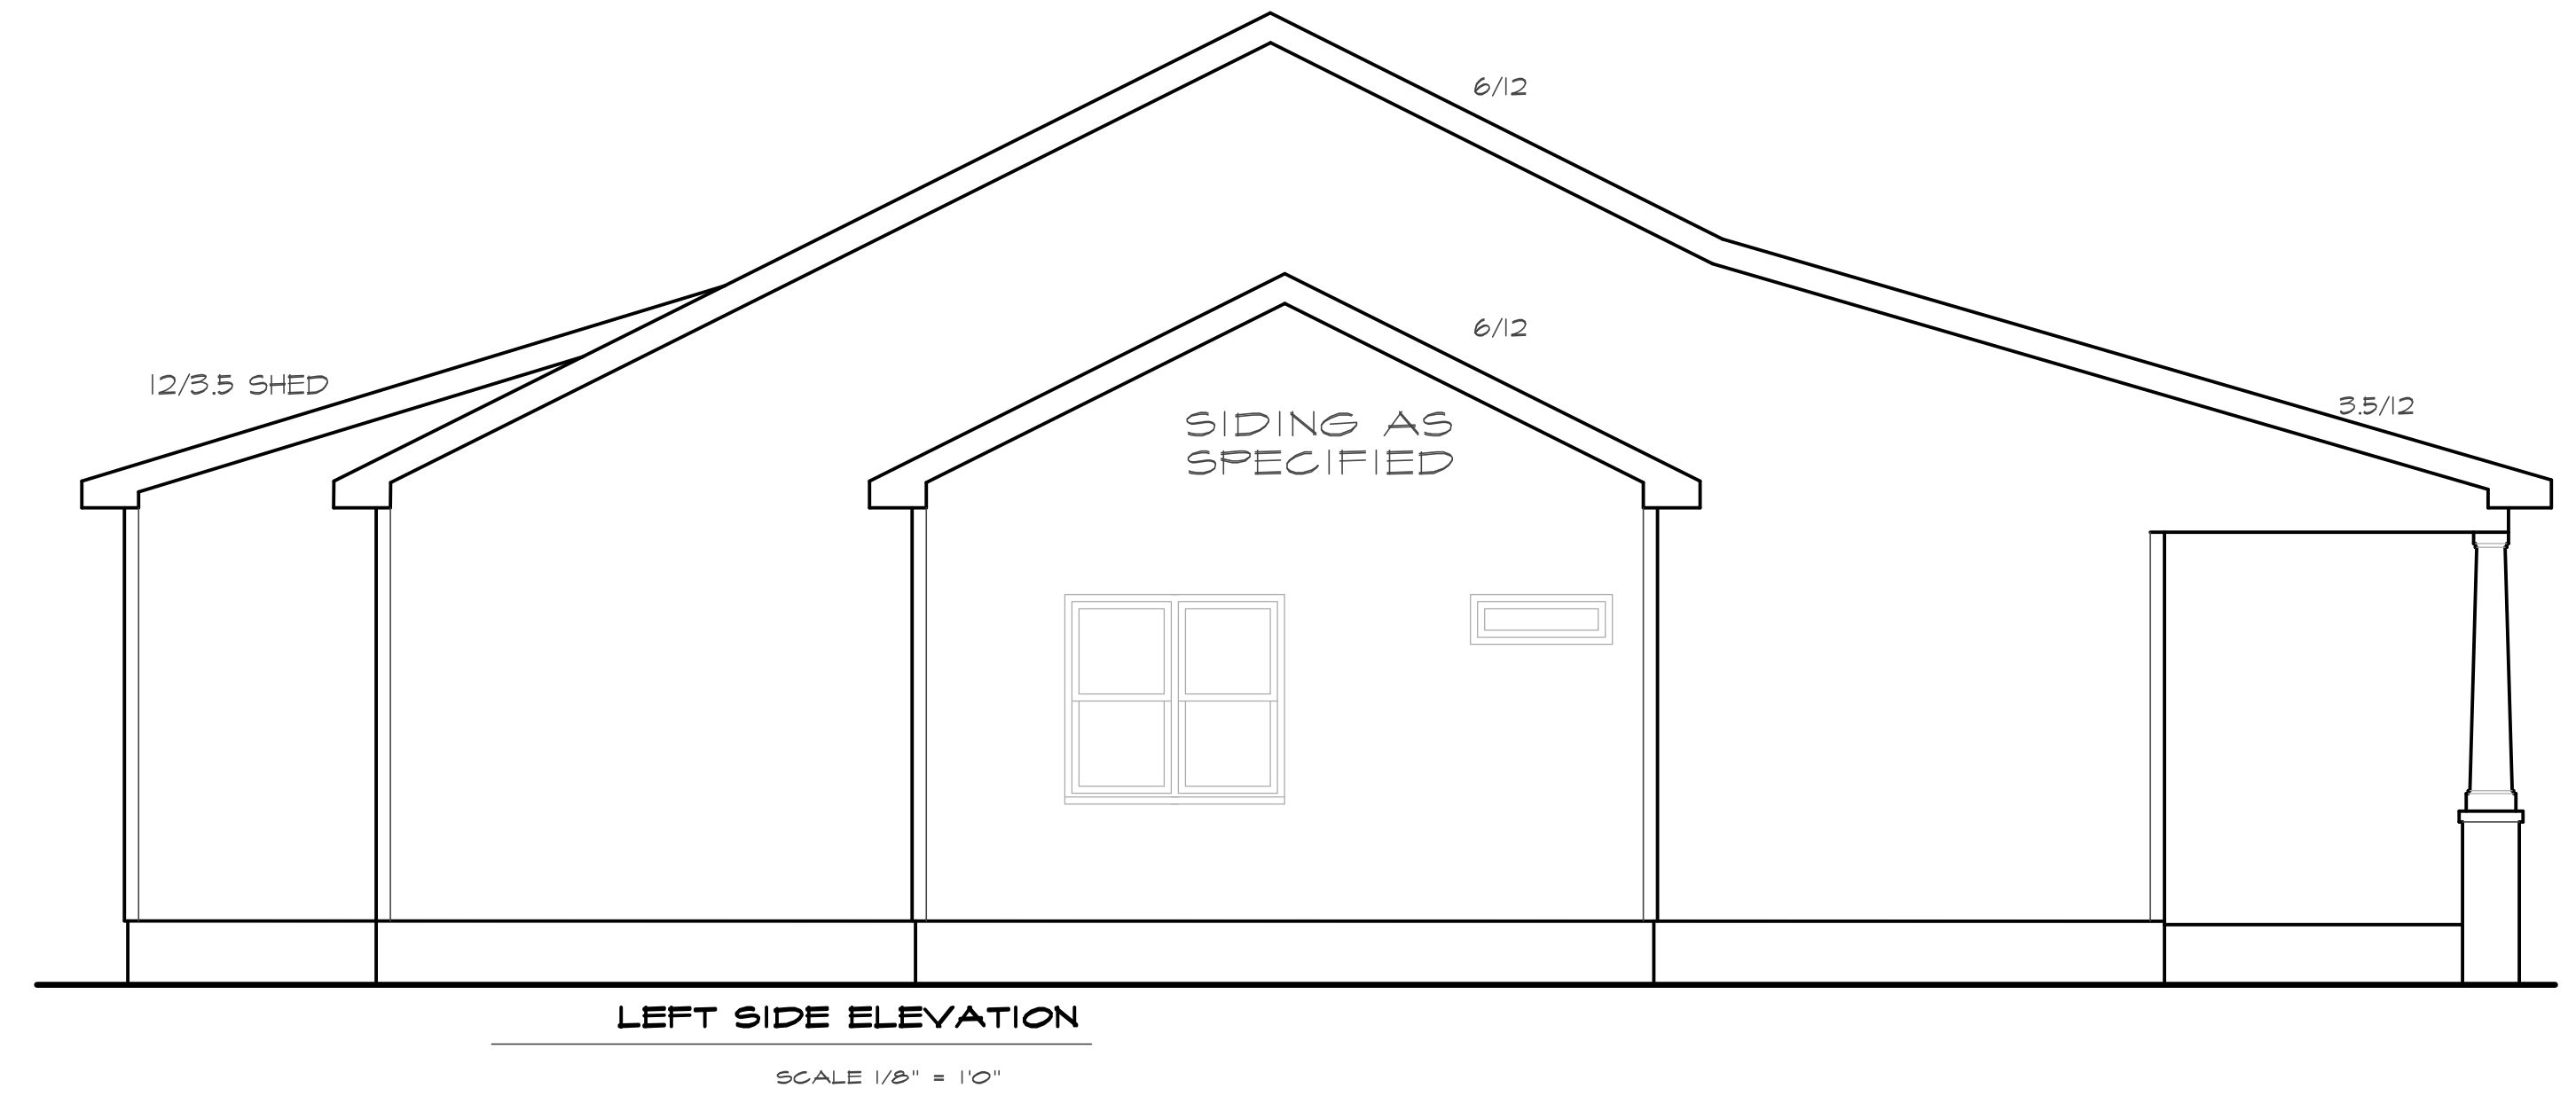 6/12
6/12
12/3.5 SHED
3.5/12
SIDING AS
SPECIFIED
LEFT SIDE ELEVATION
SCALE 1/8" = 1'0"